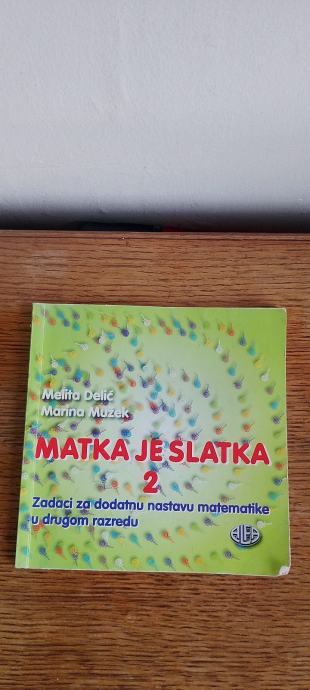 Melita Delić
Marina Mužek
MATKA JE SLATKA
2
Zadaci za dodatnu nastavu matematike
u drugom razredu
ALFA